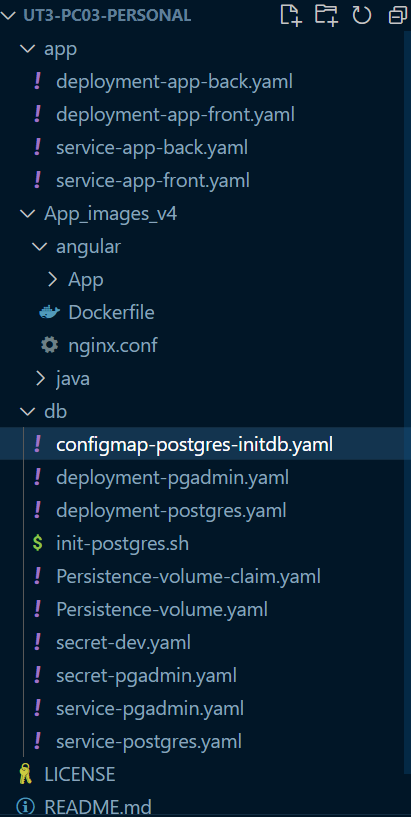 UT3-PC03-PERSONAL
app
deployment-app-back.yaml
deployment-app-front.yaml
service-app-back.yaml
service-app-front.yaml
App_images_v4
angular
App
Dockerfile
nginx.conf
java
db
configmap-postgres-initdb.yaml
deployment-pgadmin.yaml
deployment-postgres.yaml
init-postgres.sh
Persistence-volume-claim.yaml
Persistence-volume.yaml
secret-dev.yaml
secret-pgadmin.yaml
service-pgadmin.yaml
service-postgres.yaml
LICENSE
README.md